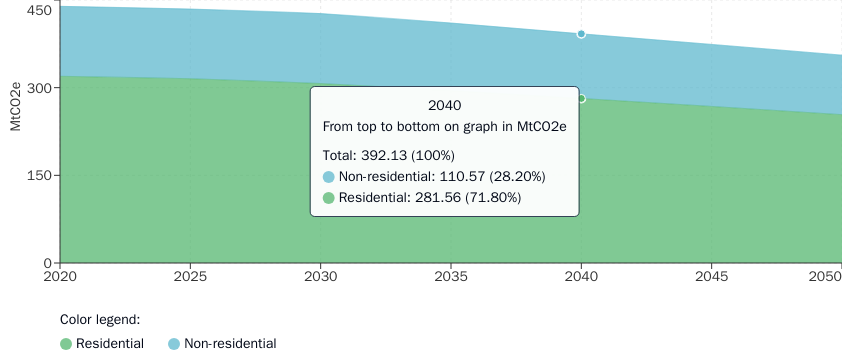 450
300
150
0
MtCO2e
2040
From top to bottom on graph in MtCO2e
Total: 392.13 (100%)
Non-residential: 110.57 (28.20%)
Residential: 281.56 (71.80%)
2020 2025 2030 2035 2040 2045 2050
Color legend:
Residential Non-residential